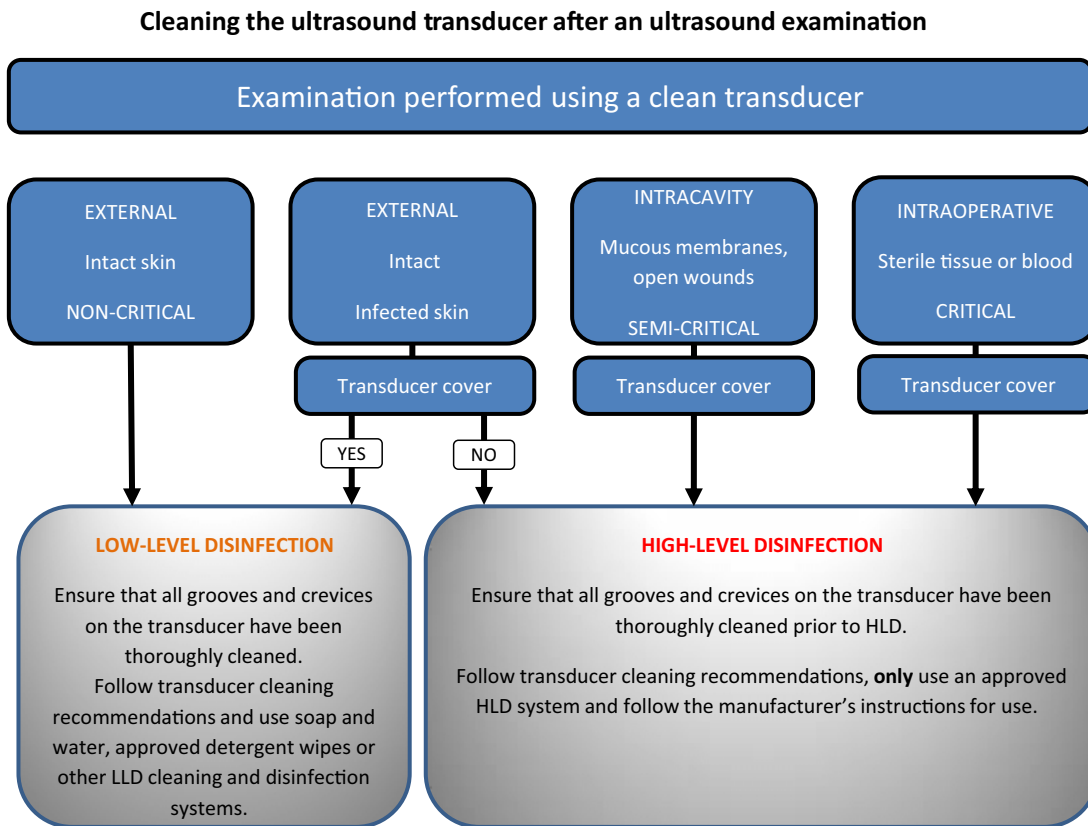 Cleaning the ultrasound transducer after an ultrasound examination
Examination performed using a clean transducer
EXTERNAL
Intact skin
NON-CRITICAL
EXTERNAL
Intact
Infected skin
Transducer cover
YES
NO
INTRACAVITY
Mucous membranes,
open wounds
SEMI-CRITICAL
Transducer cover
INTRAOPERATIVE
Sterile tissue or blood
CRITICAL
Transducer cover
LOW-LEVEL DISINFECTION
Ensure that all grooves and crevices
on the transducer have been
thoroughly cleaned.
Follow transducer cleaning
recommendations and use soap and
water, approved detergent wipes or
other LLD cleaning and disinfection
systems.
HIGH-LEVEL DISINFECTION
Ensure that all grooves and crevices on the transducer have been
thoroughly cleaned prior to HLD.
Follow transducer cleaning recommendations, only use an approved
HLD system and follow the manufacturer's instructions for use.